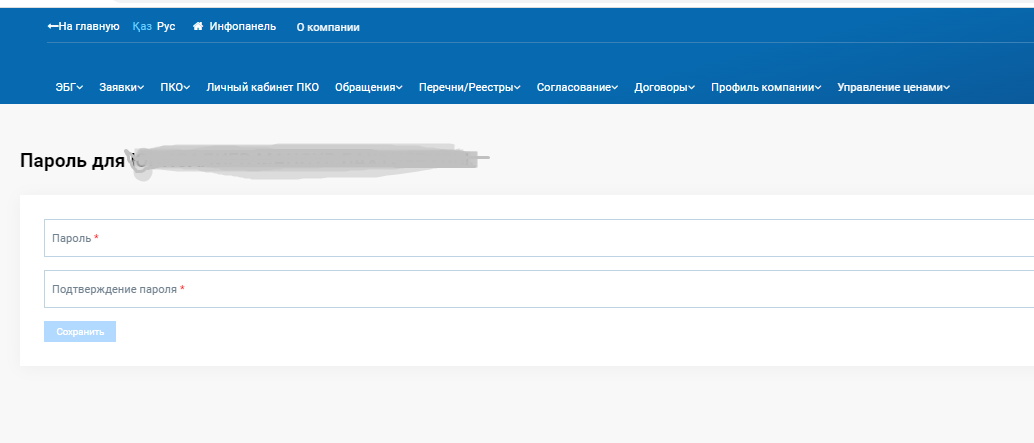 На главную Қаз Рус Инфопанель О компании
ЭБГ Заявки ПКО Личный кабинет ПКО Обращения Перечни/Реестры Согласование Договоры Профиль компании Управление ценами
Пароль для
Пароль *
Подтверждение пароля *
Сохранить